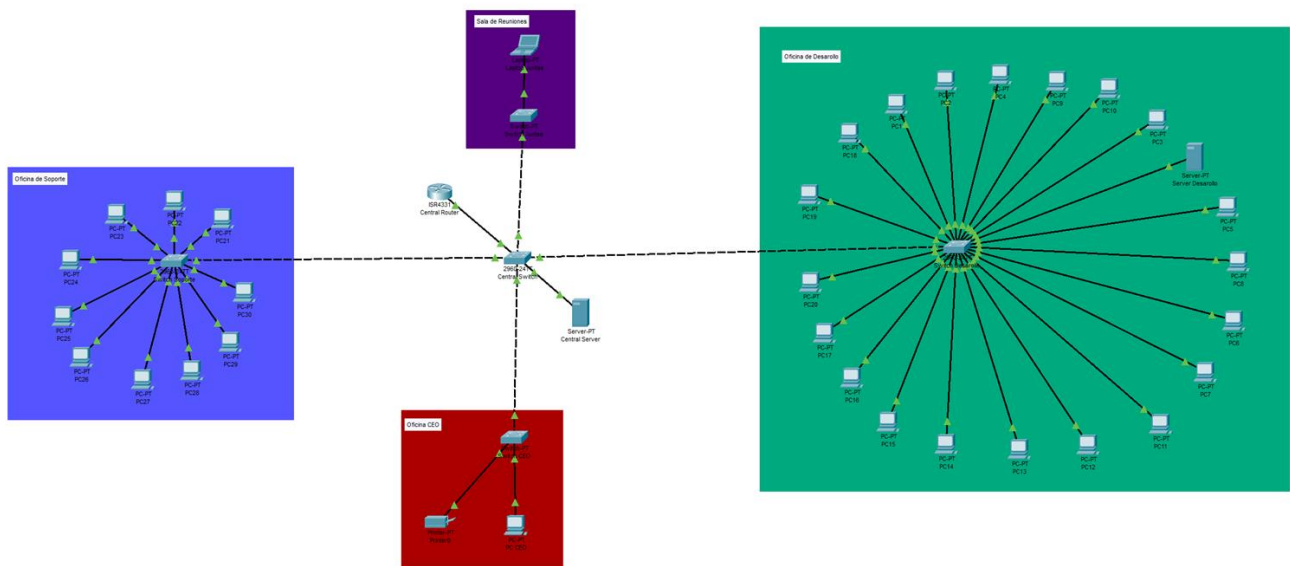 Sala de Reuniones
Oficina de Desarollo
PC-PT
PC2
PC-PT
PC4
PC-PT
PC9
PC-PT
PC10
PC-PT
PC1
PC-PT
PC3
PC-PT
PC18
Server-PT
Server Desarollo
Oficina de Soporte
PC-PT
PC23
PC-PT
PC22
PC-PT
PC21
PC-PT
PC24
PC-PT
PC30
PC-PT
PC25
PC-PT
PC29
PC-PT
PC26
PC-PT
PC27
PC-PT
PC28
ISR4331
Central Router
Central Switch
Server-PT
Central Server
PC-PT
PC19
PC-PT
PC5
PC-PT
PC8
PC-PT
PC20
PC-PT
PC6
PC-PT
PC17
PC-PT
PC7
PC-PT
PC16
PC-PT
PC15
PC-PT
PC11
PC-PT
PC14
PC-PT
PC13
PC-PT
PC12
Oficina CEO
PC-PT
PC CEO